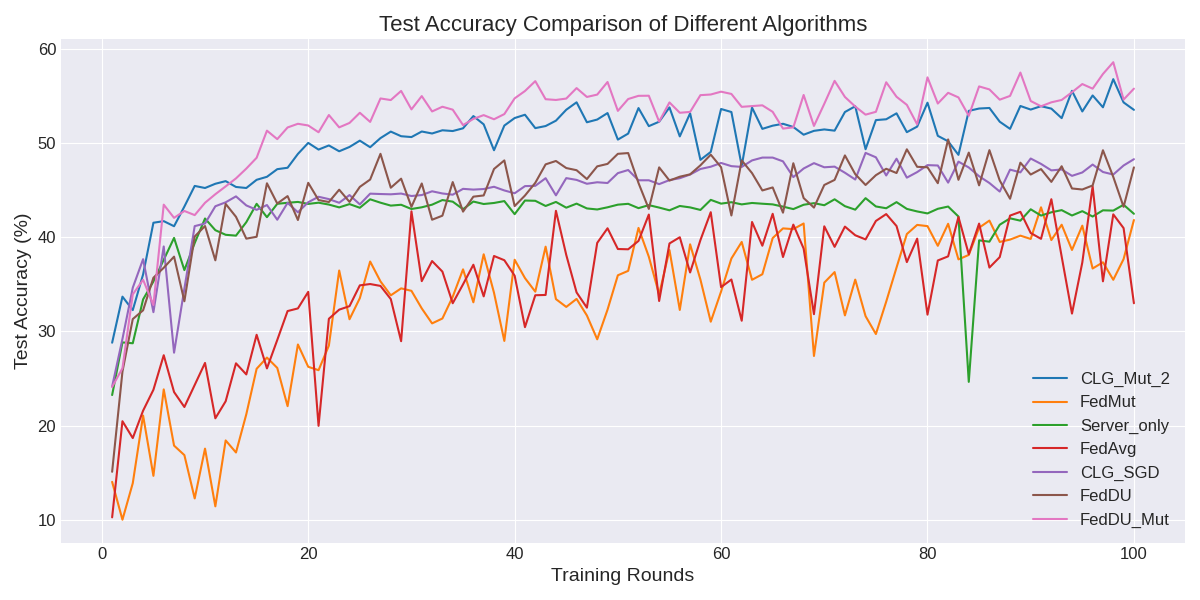 Test Accuracy Comparison of Different Algorithms
Test Accuracy (%)
60
50
40
30
20
10
0
20
40
60
80
100
Training Rounds
CLG_Mut_2
FedMut
Server_only
FedAvg
CLG_SGD
FedDU
FedDU_Mut